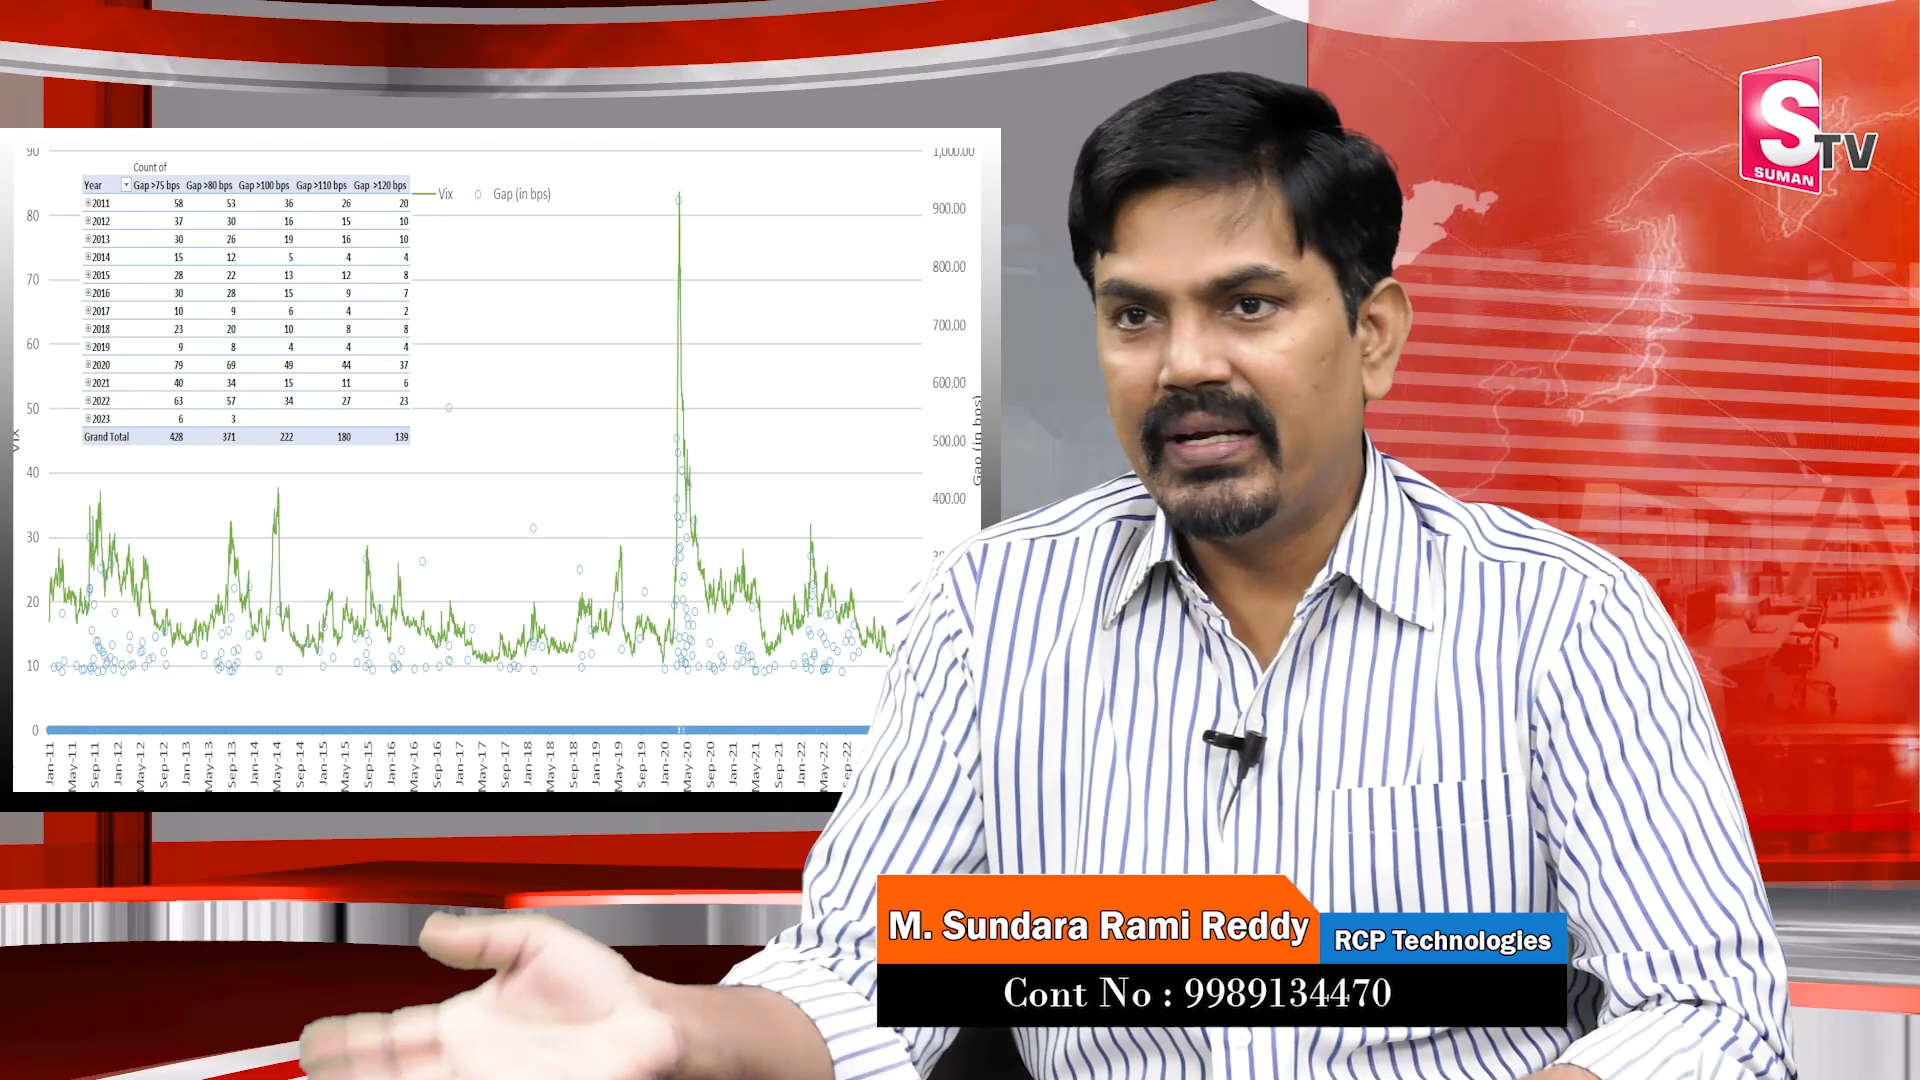 S
TV
SUMAN
90
80
70
60
50
40
30
20
10
0
Vix
Count of
Year Gap >75 bps Gap >80 bps Gap >100 bps Gap >110 bps Gap >120 bps
2011 58 53 36 26 20
2012 37 30 16 15 10
2013 30 26 19 16 10
2014 15 12 5 4 4
2015 28 22 13 12 8
2016 30 28 15 9 7
2017 10 9 6 4 2
2018 23 20 10 8 8
2019 9 8 4 4 4
2020 79 69 49 44 37
2021 40 34 15 11 6
2022 63 57 34 27 23
2023 6 3
Grand Total 428 371 222 180 139
Vix Gap (in bps)
1,000.00
900.00
800.00
700.00
600.00
500.00
400.00
Gap (in bps)
Jan-11 May-11 Sep-11 Jan-12 May-12 Sep-12 Jan-13 May-13 Sep-13 Jan-14 May-14 Sep-14 Jan-15 May-15 Sep-15 Jan-16 May-16 Sep-16 Jan-17 May-17 Sep-17 Jan-18 May-18 Sep-18 Jan-19 May-19 Sep-19 Jan-20 May-20 Sep-20 Jan-21 May-21 Sep-21 Jan-22 May-22 Sep-22
M. Sundara Rami Reddy
RCP Technologies
Cont No : 9989134470